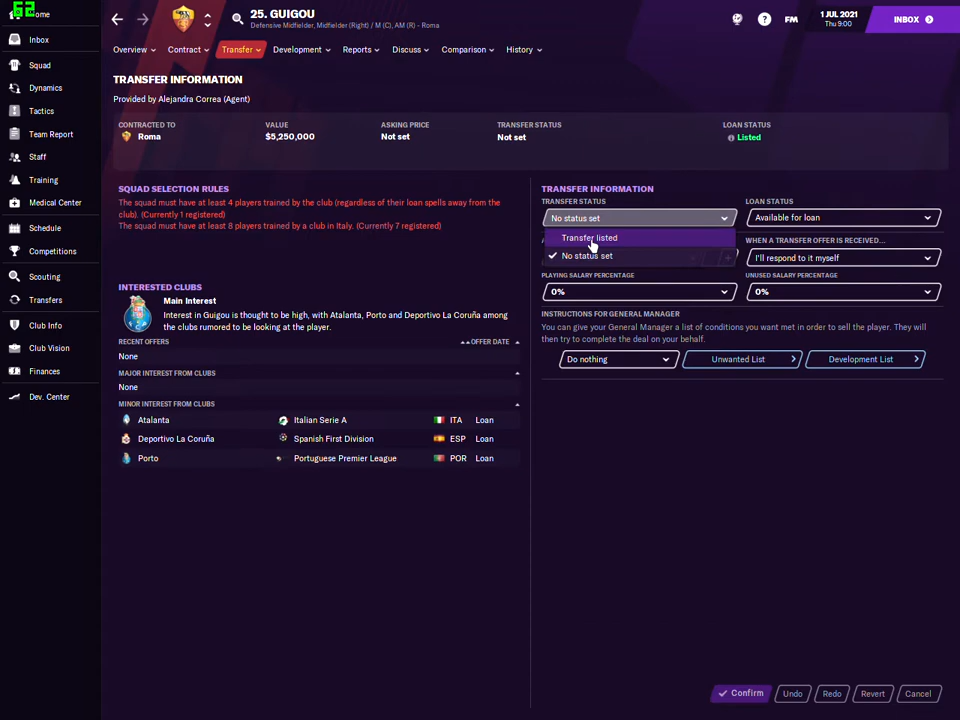 62
Home
25. GUIGOU
Defensive Midfielder, Midfielder (Right) / M (C), AM (R) - Roma
FM
1 JUL 2021
Thu 9:00
INBOX
Inbox
Squad
Dynamics
Tactics
Team Report
Staff
Training
Medical Center
Schedule
Competitions
Scouting
Transfers
Club Info
Club Vision
Finances
Dev. Center
Overview
Contract
Transfer
Development
Reports
Discuss
Comparison
History
TRANSFER INFORMATION
Provided by Alejandra Correa (Agent)
CONTRACTED TO
Roma
VALUE
$5,250,000
ASKING PRICE
Not set
TRANSFER STATUS
Not set
LOAN STATUS
Listed
SQUAD SELECTION RULES
The squad must have at least 4 players trained by the club (regardless of their loan spells away from the
club). (Currently 1 registered)
The squad must have at least 8 players trained by a club in Italy. (Currently 7 registered)
INTERESTED CLUBS
Main Interest
Interest in Guigou is thought to be high, with Atalanta, Porto and Deportivo La Coruña among
the clubs rumored to be looking at the player.
RECENT OFFERS
OFFER DATE
None
MAJOR INTEREST FROM CLUBS
None
MINOR INTEREST FROM CLUBS
Atalanta Italian Serie A ITA Loan
Deportivo La Coruña Spanish First Division ESP Loan
Porto Portuguese Premier League POR Loan
TRANSFER INFORMATION
TRANSFER STATUS
No status set
Transfer listed
No status set
LOAN STATUS
Available for loan
WHEN A TRANSFER OFFER IS RECEIVED...
I'll respond to it myself
PLAYING SALARY PERCENTAGE
0%
UNUSED SALARY PERCENTAGE
0%
INSTRUCTIONS FOR GENERAL MANAGER
You can give your General Manager a list of conditions you want met in order to sell the player. They will
then try to complete the deal on your behalf.
Do nothing
Unwanted List
Development List
Confirm
Undo
Redo
Revert
Cancel